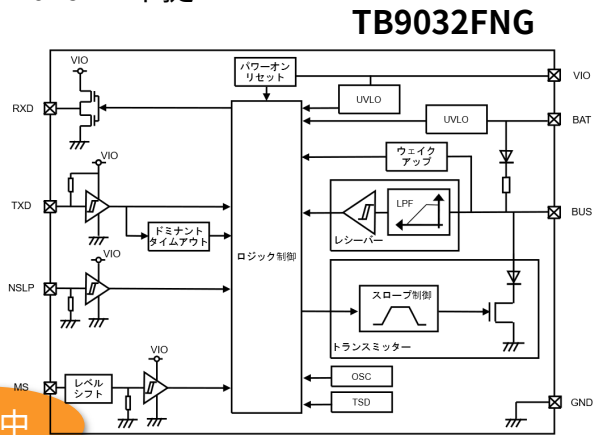 TB9032FNG
VIO
パワーオン
リセット
VIO
UVLO
RXD
UVLO
BAT
ウェイク
アップ
VIO
TXD
LPF
BUS
ドミナント
タイムアウト
レシーバー
ロジック制御
VIO
NSLP
スロープ制御
トランスミッター
VIO
MS
レベル
シフト
OSC
TSD
GND
中